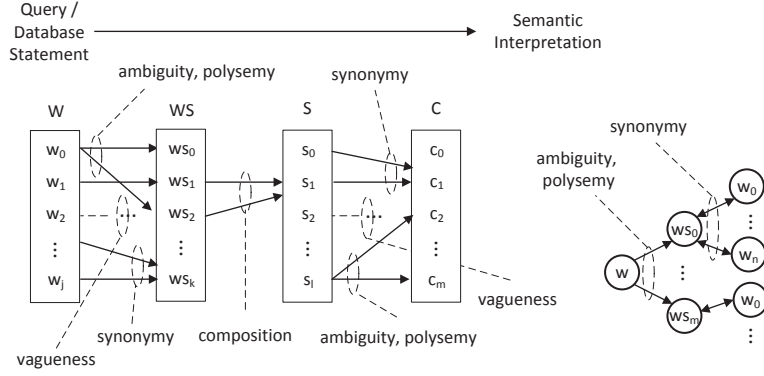 Query /
Database
Statement
Semantic
Interpretation
ambiguity, polysemy
synonymy
W
WS
S
C
w0
ws0
s0
c0
w1
ws1
s1
c1
w2
...
ws2
s2
...
c2
...
...
...
...
wj
wsk
sl
cm
vagueness
synonymy
composition
ambiguity, polysemy
vagueness
synonymy
ambiguity,
polysemy
w0
...
ws0
wn
w
...
w0
wsm
...